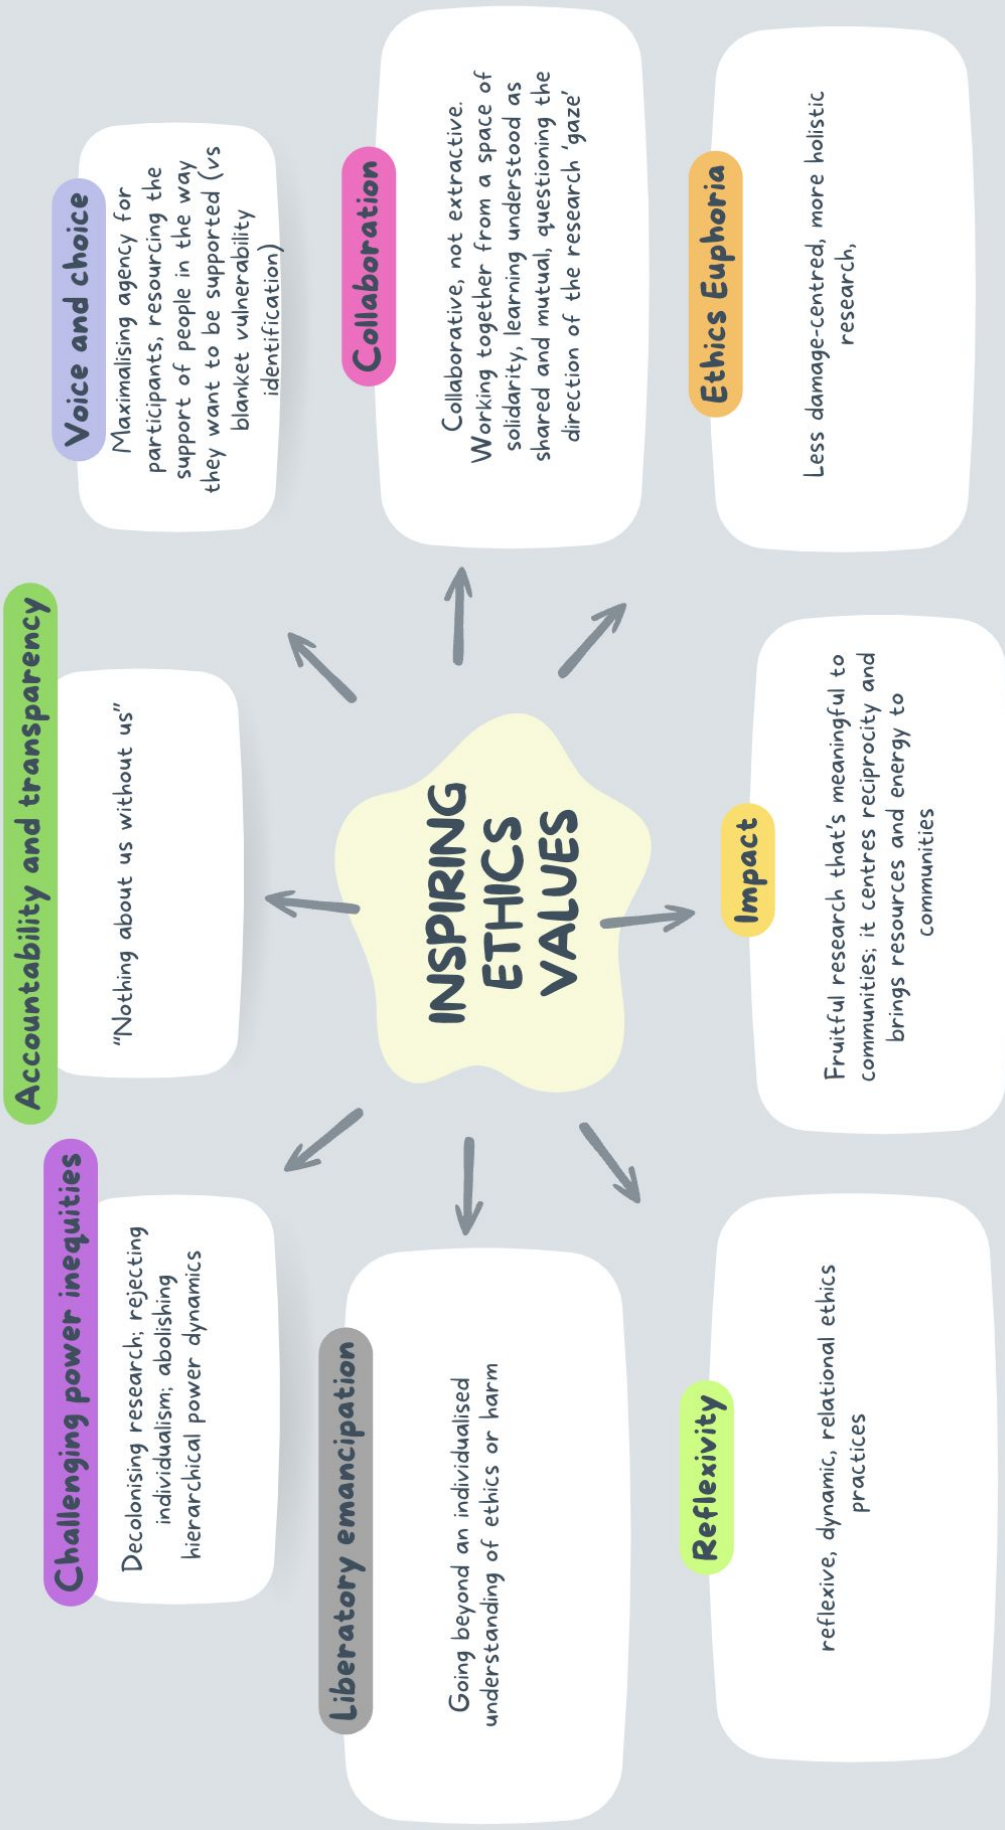 Challenging power inequities
Decolonising research; rejecting
individualism; abolishing
hierarchical power dynamics
Accountability and transparency
"Nothing about us without us"
Voice and choice
Maximalising agency for
participants, resourcing the
support of people in the way
they want to be supported (vs
blanket vulnerability
identification)
Liberatory emancipation
Going beyond an individualised
understanding of ethics or harm
INSPIRING
ETHICS
VALUES
Collaboration
Collaborative, not extractive.
Working together from a space of
solidarity, learning understood as
shared and mutual, questioning the
direction of the research 'gaze'
Reflexivity
reflexive, dynamic, relational ethics
practices
Impact
Fruitful research that's meaningful to
communities; it centres reciprocity and
brings resources and energy to
communities
Ethics Euphoria
Less damage-centred, more holistic
research,